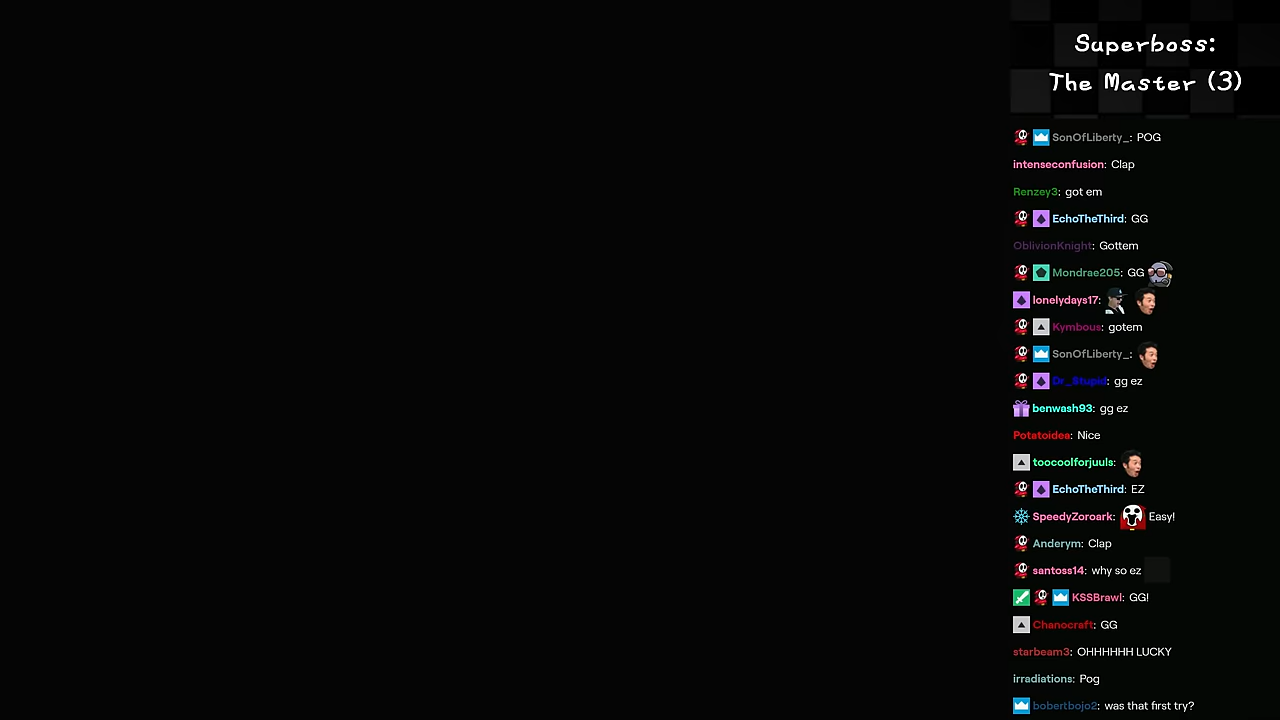 Superboss:
The Master (3)
SonOfLiberty_: POG
intenseconfusion: Clap
Renzey3: got em
EchoTheThird: GG
OblivionKnight: Gottem
Mondrae205: GG
lonelydays17:
Kymbous: gotem
SonOfLiberty_:
Dr_Stupid: gg ez
benwash93: gg ez
Potatoidea: Nice
toocoolforjuuls:
EchoTheThird: EZ
SpeedyZoroark: Easy!
Anderym: Clap
santoss14: why so ez
KSSBrawl: GG!
Chanocraft: GG
starbeam3: OHHHHHH LUCKY
irradiations: Pog
bobertbojo2: was that first try?